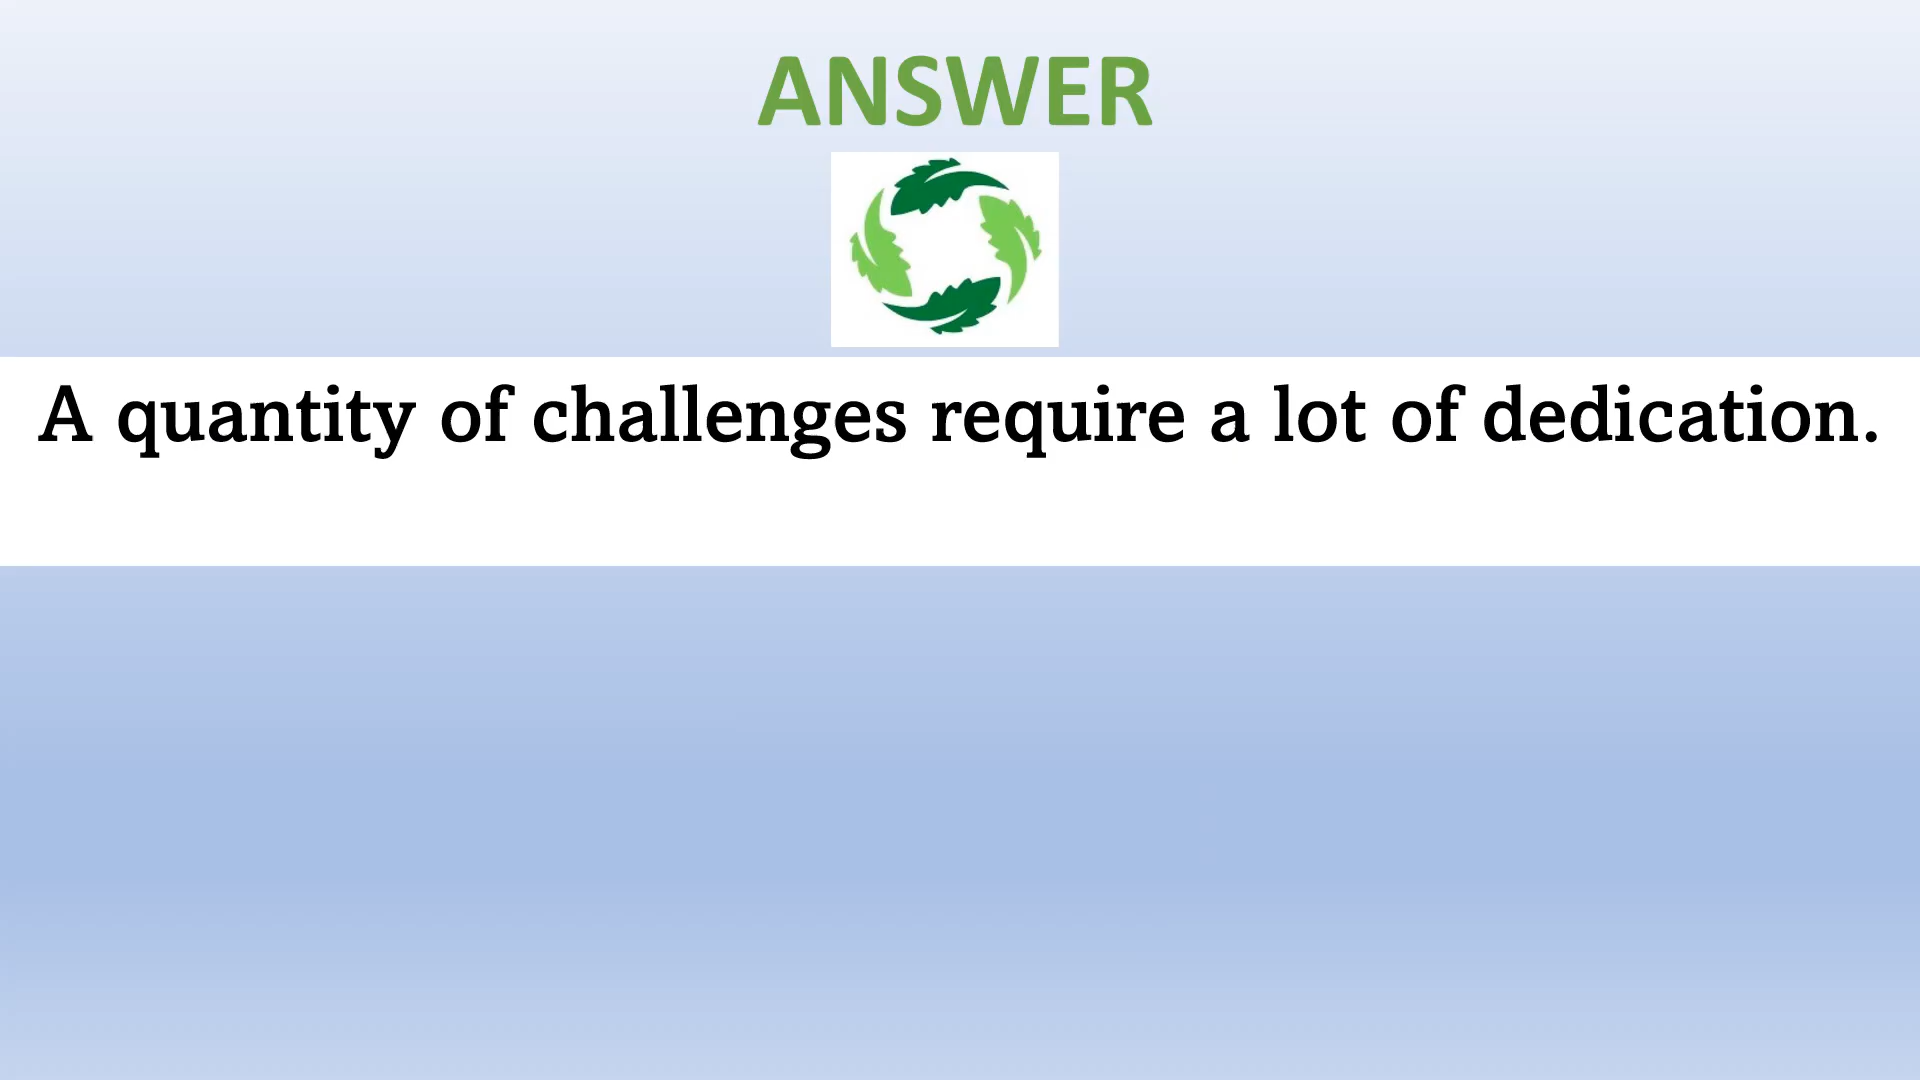 ANSWER
A quantity of challenges require a lot of dedication.